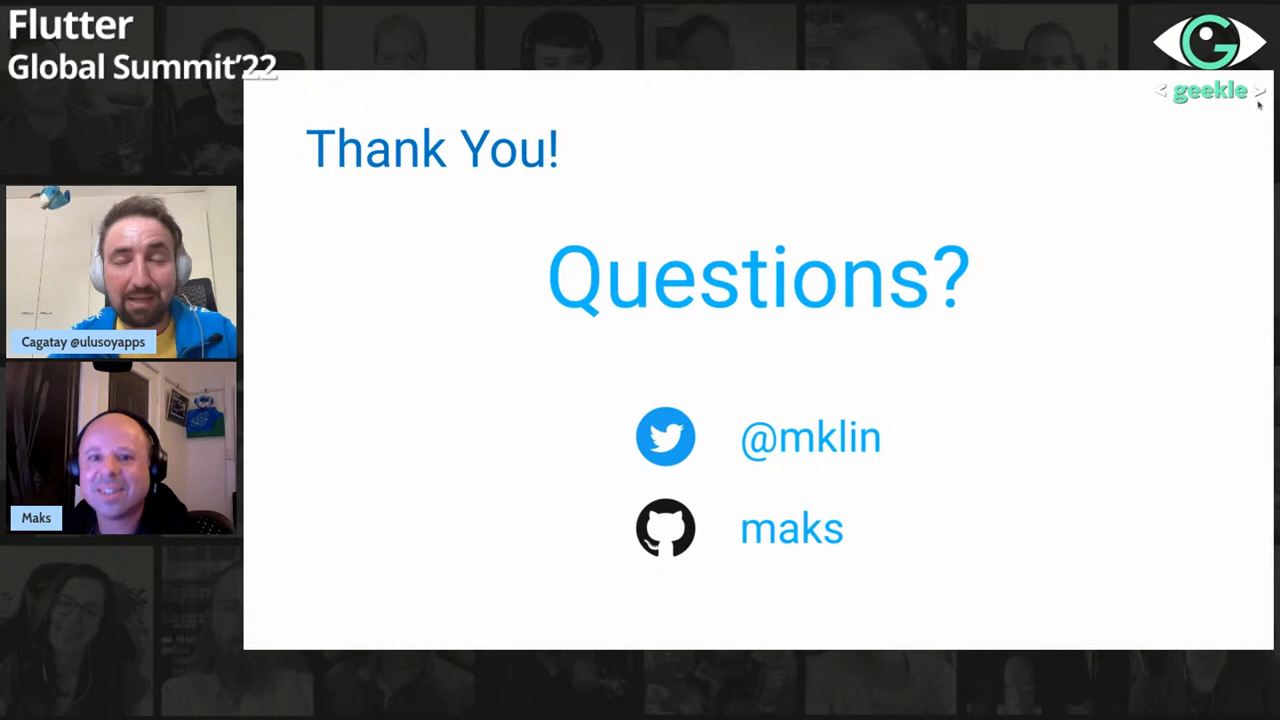 Flutter
Global Summit'22
< geekle >
Thank You!
Questions?
Cagatay @ulusoyapps
@mklin
Maks
maks